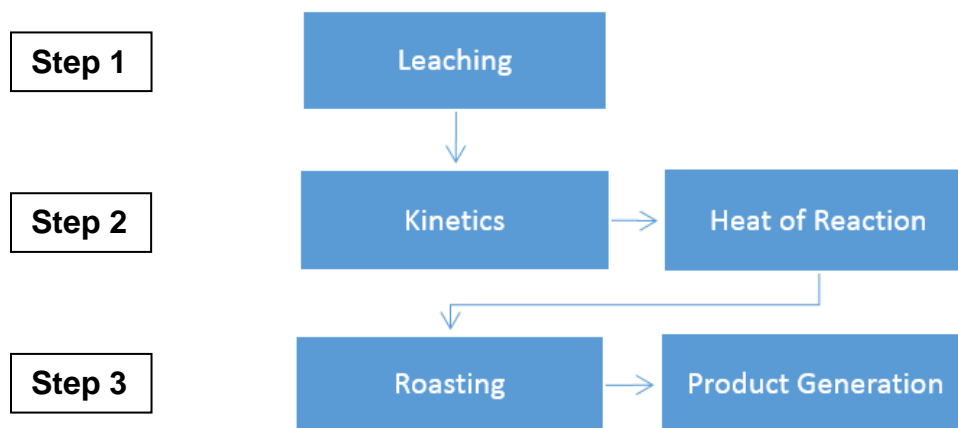 Step 1
Leaching
Step 2
Kinetics
Heat of Reaction
Step 3
Roasting
Product Generation